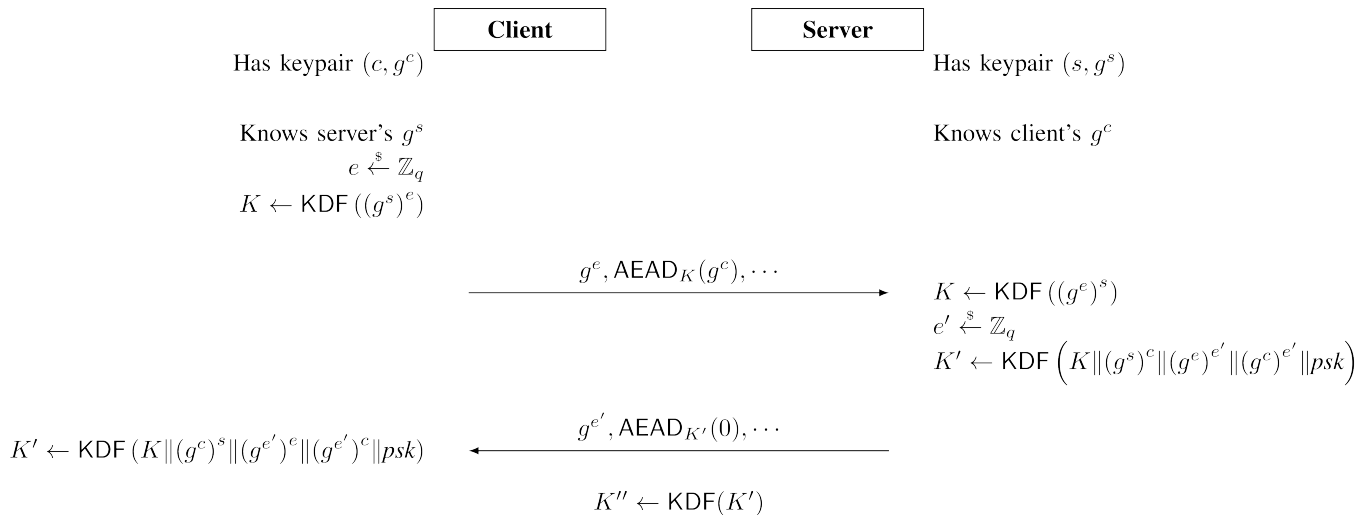 Client Server
Has keypair (c, g^c) Has keypair (s, g^s)
Knows server's g^s Knows client's g^c
e ←$ ℤ_q
K ← KDF ((g^s)^e)
g^e, AEAD_K(g^c), ···
K ← KDF ((g^e)^s)
e′ ←$ ℤ_q
K′ ← KDF (K‖(g^s)^c‖(g^e)^e′‖(g^c)^e′‖psk)
g^e′, AEAD_K′(0), ···
K′ ← KDF (K‖(g^c)^s‖(g^e′)^e‖(g^e′)^c‖psk)
K″ ← KDF(K′)